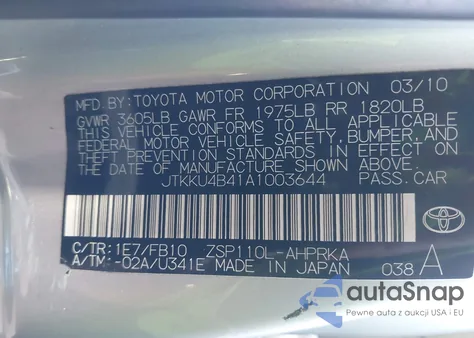 MFD.BY:TOYOTA MOTOR CORPORATION 03/10
GVWR 3605LB GAWR FR 1975LB RR 1820LB
THIS VEHICLE CONFORMS TO ALL APPLICABLE
FEDERAL MOTOR VEHICLE SAFETY,BUMPER,AND
THEFT PREVENTION STANDARDS IN EFFECT ON
THE DATE OF MANUFACTURE SHOWN ABOVE.
JTKKU4B41A1003644 PASS.CAR
C/TR:1E7/FB10 ZSP110L-AHPRKA
A/TM:-02A/U341E MADE IN JAPAN 038 A
TOYOTA
autoSnap
Pewne auta z aukcji USA i EU